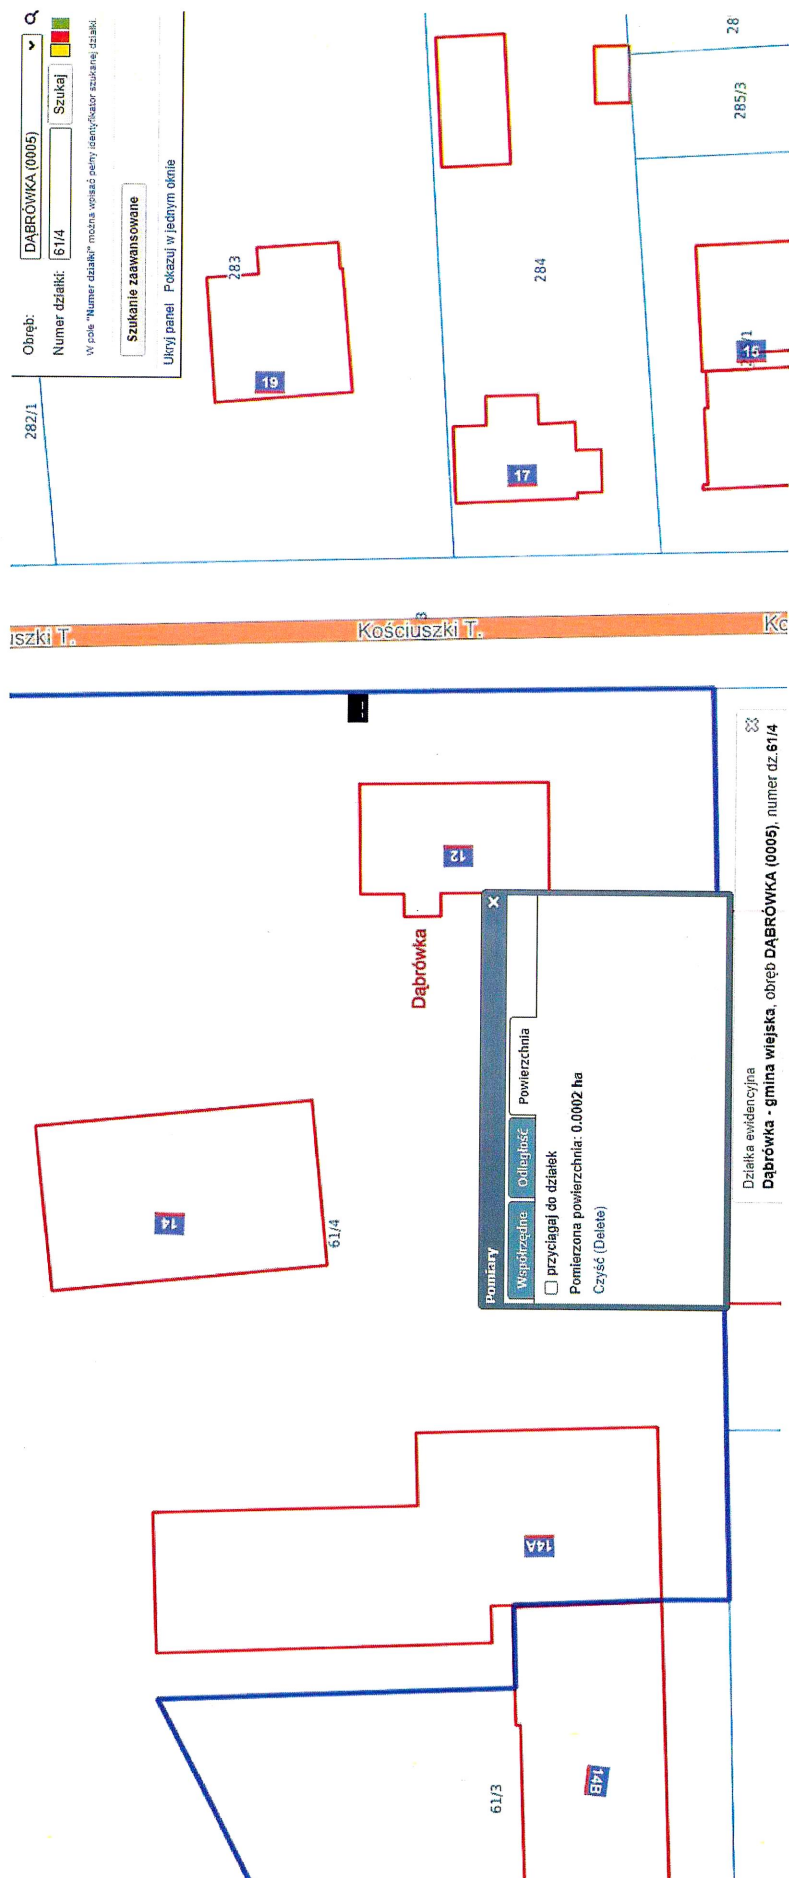 Obręb:
DĄBRÓWKA (0005)
Numer działki:
61/4
Szukaj
W pole "Numer działki" można wpisać pełny identyfikator szukanej działki.
Szukanie zaawansowane
Ukryj panel Pokazuj w jednym oknie
282/1
283
19
284
17
285/3
28
15
/1
uszki T.
Kościuszki T.
Ko
12
Dąbrówka
14
61/4
Pomiary
Współrzędne
Odległość
Powierzchnia
przyciągaj do działek
Pomierzona powierzchnia: 0.0002 ha
Czyść (Delete)
Działka ewidencyjna
Dąbrówka - gmina wiejska, obręb DĄBRÓWKA (0005), numer dz.61/4
14A
14B
61/3